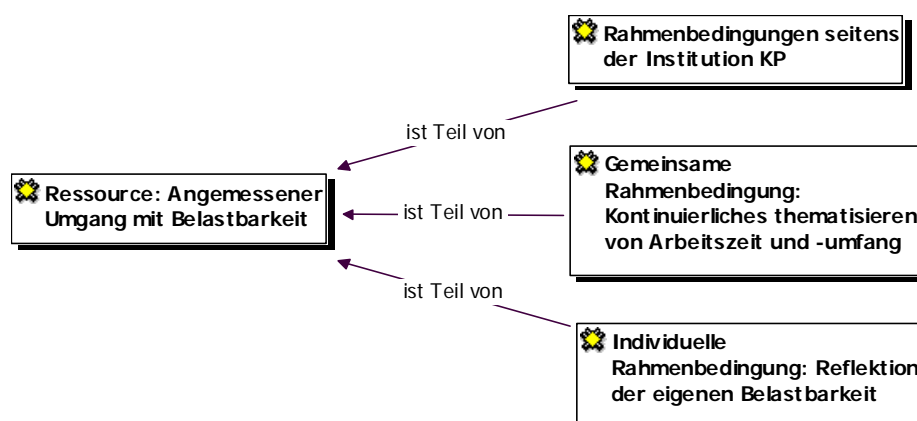 Rahmenbedingungen seitens
der Institution KP
ist Teil von
Gemeinsame
Rahmenbedingung:
Kontinuierliches thematisieren
von Arbeitszeit und -umfang
Ressource: Angemessener
Umgang mit Belastbarkeit
ist Teil von
ist Teil von
Individuelle
Rahmenbedingung: Reflektion
der eigenen Belastbarkeit